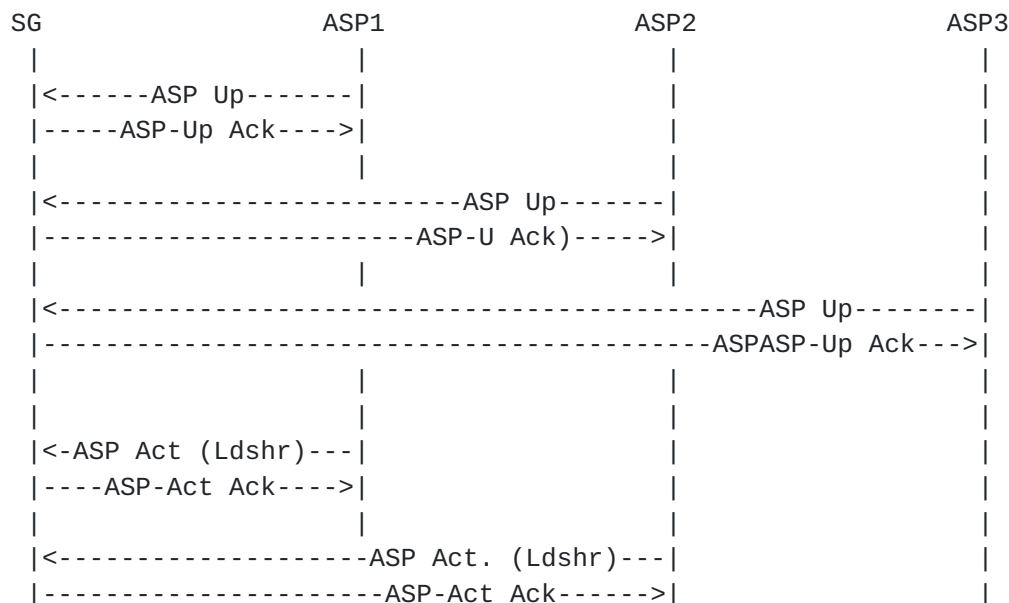 SG                  ASP1                ASP2                ASP3
 |                    |                   |                   |
 |<------ASP Up-------|                   |                   |
 |-----ASP-Up Ack---->|                   |                   |
 |                    |                   |                   |
 |<--------------------------ASP Up-------|                   |
 |------------------------ASP-U Ack)----->|                   |
 |                    |                   |                   |
 |<---------------------------------------------ASP Up--------|
 |-------------------------------------------ASPASP-Up Ack--->|
 |                    |                   |                   |
 |                    |                   |                   |
 |<-ASP Act (Ldshr)---|                   |                   |
 |----ASP-Act Ack---->|                   |                   |
 |                    |                   |                   |
 |<--------------------ASP Act. (Ldshr)---|                   |
 |----------------------ASP-Act Ack------>|                   |